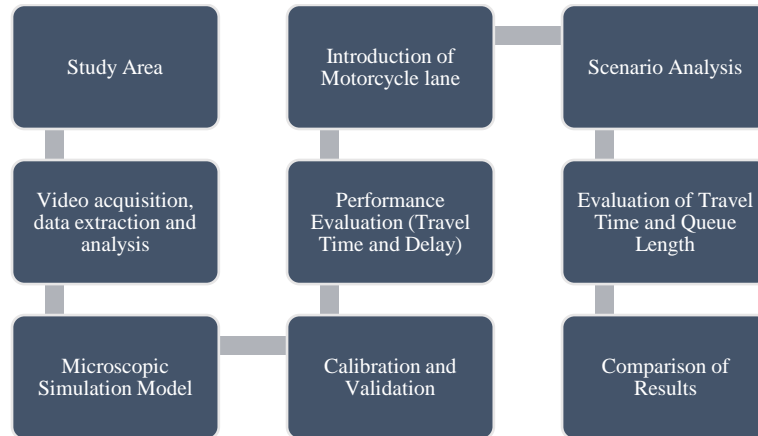 Study Area
Video acquisition,
data extraction and
analysis
Microscopic
Simulation Model
Calibration and
Validation
Performance
Evaluation (Travel
Time and Delay)
Introduction of
Motorcycle lane
Scenario Analysis
Evaluation of Travel
Time and Queue
Length
Comparison of
Results